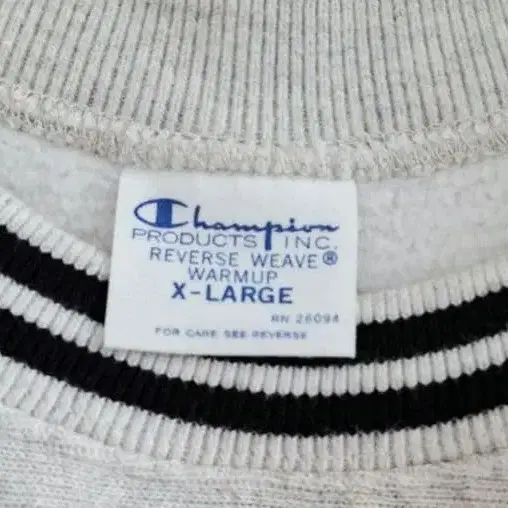 Champion
PRODUCTS INC.
REVERSE WEAVE®
WARMUP
X-LARGE
RN 26094
FOR CARE SEE REVERSE